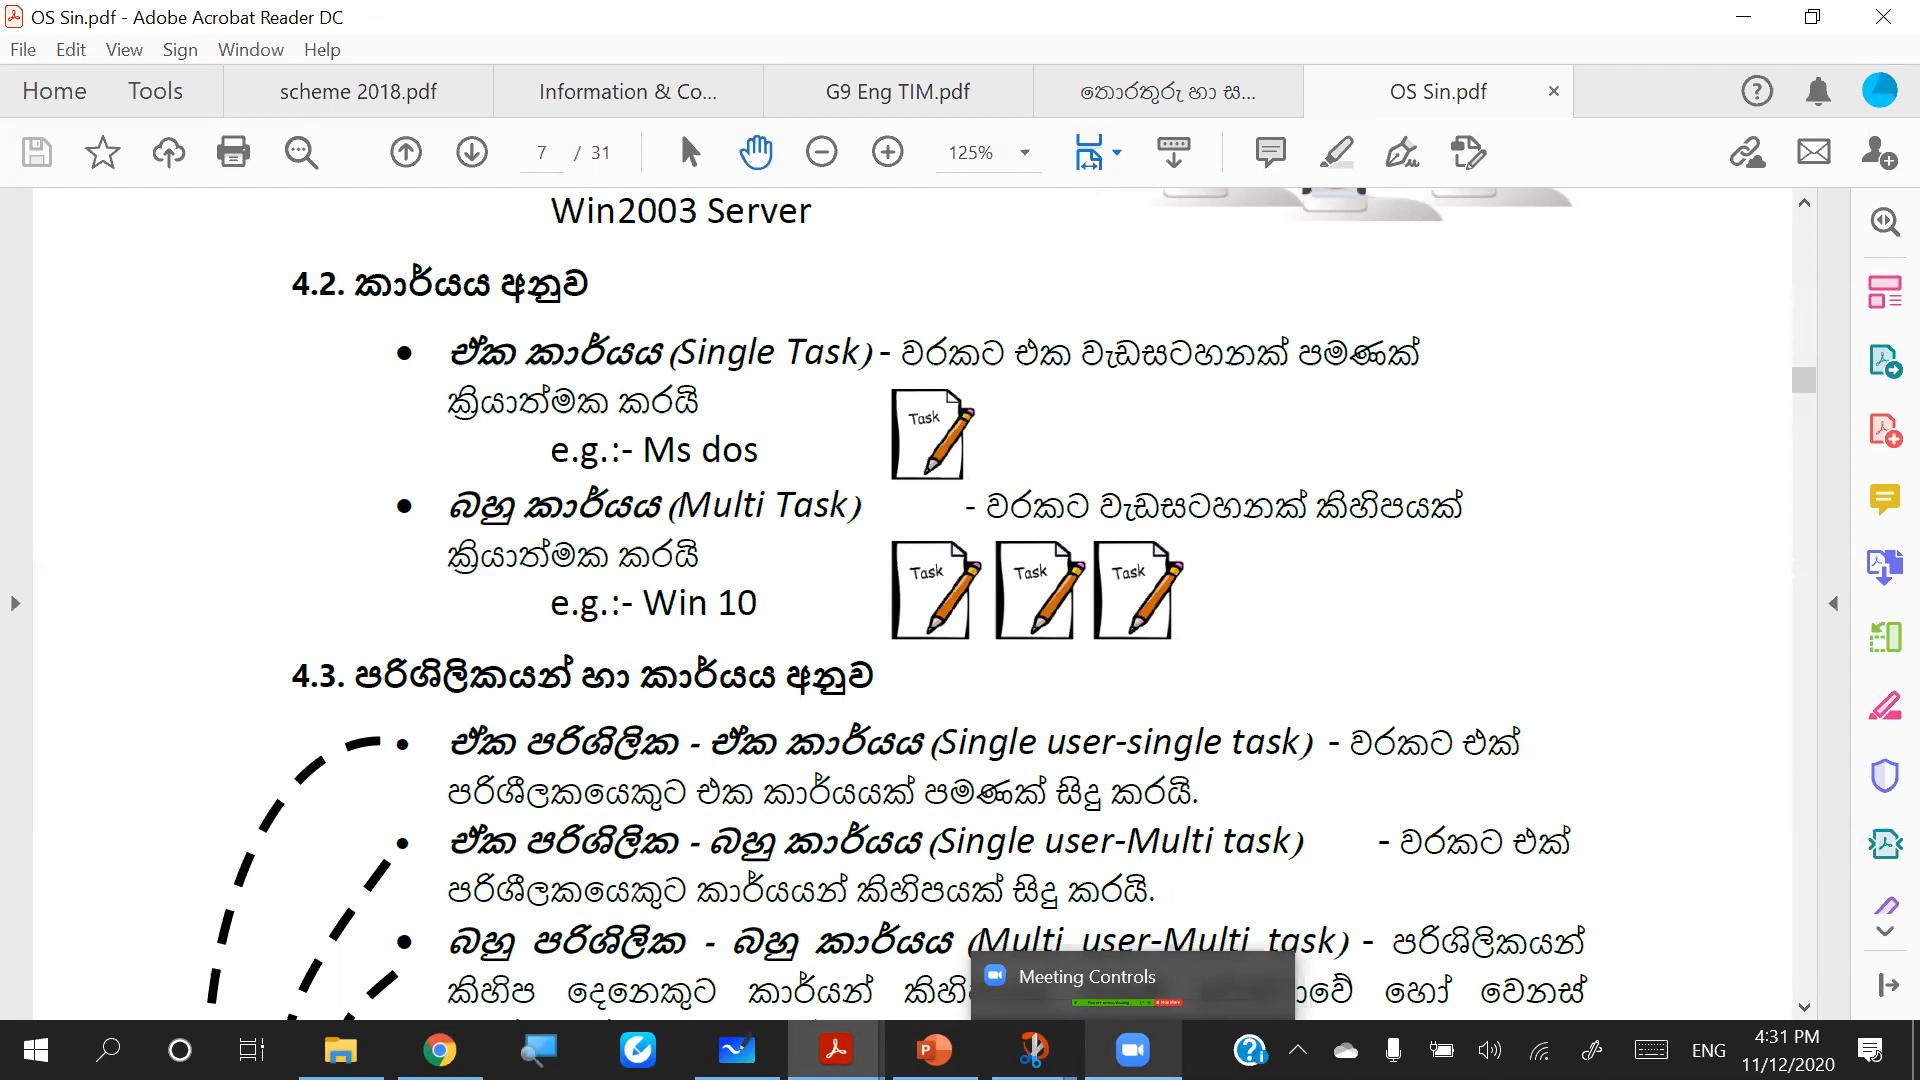 OS Sin.pdf - Adobe Acrobat Reader DC
File Edit View Sign Window Help
Home Tools scheme 2018.pdf Information & Co... G9 Eng TIM.pdf තොරතුරු හා ස... OS Sin.pdf
7 / 31 125%
Win2003 Server
4.2. කාර්යය අනුව
• ඒක කාර්යය (Single Task) - වරකට එක වැඩසටහනක් පමණක්
ක්‍රියාත්මක කරයි
Task
e.g.:- Ms dos
• බහු කාර්යය (Multi Task) - වරකට වැඩසටහනක් කිහිපයක්
ක්‍රියාත්මක කරයි
Task Task Task
e.g.:- Win 10
4.3. පරිශිලිකයන් හා කාර්යය අනුව
• ඒක පරිශිලික - ඒක කාර්යය (Single user-single task) - වරකට එක්
පරිශීලකයෙකුට එක කාර්යයක් පමණක් සිදු කරයි.
• ඒක පරිශිලික - බහු කාර්යය (Single user-Multi task) - වරකට එක්
පරිශීලකයෙකුට කාර්යයන් කිහිපයක් සිදු කරයි.
• බහු පරිශිලික - බහු කාර්යය (Multi user-Multi task) - පරිශිලිකයන්
Meeting Controls
කිහිප දෙනෙකුට කාර්යන් හෝ වෙනස්
ENG
4:31 PM
11/12/2020